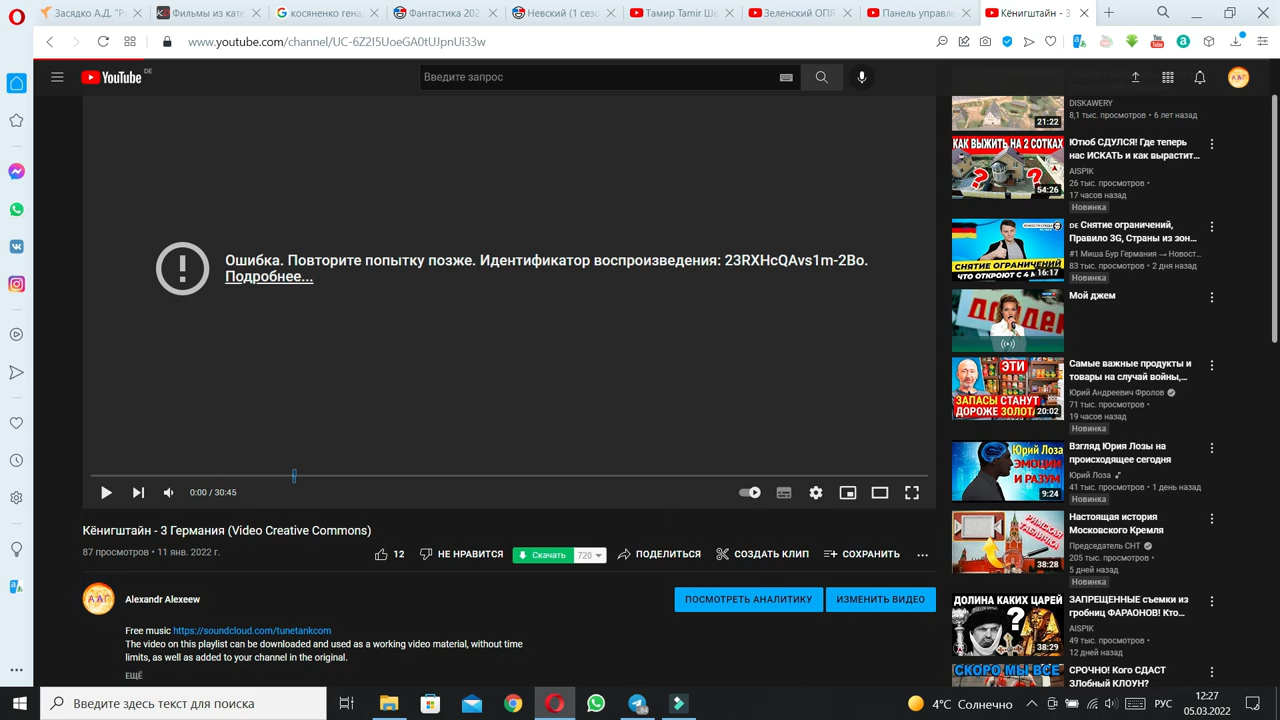 Засядко А.Д. "Р
Фильмы из кате
косяненко гена
Фантастика 202
Невский (1 сезо
Тамир Tamir Ш
Зеленский ОПЯ
Панель управле
Кёнигштайн - 3
www.youtube.com/channel/UC-6Z2I5UoeGA0tUJpnUi33w
YouTube DE
Введите запрос
Ошибка. Повторите попытку позже. Идентификатор воспроизведения: 23RXHcQAvs1m-2Bo.
Подробнее...
0:00 / 30:45
Кёнигштайн - 3 Германия (Video Creative Commons)
87 просмотров • 11 янв. 2022 г.
12
НЕ НРАВИТСЯ
Скачать
720
ПОДЕЛИТЬСЯ
СОЗДАТЬ КЛИП
СОХРАНИТЬ
Alexandr Alexeew
ПОСМОТРЕТЬ АНАЛИТИКУ
ИЗМЕНИТЬ ВИДЕО
Free music https://soundcloud.com/tunetankcom
The video on this playlist can be downloaded and used as a working video material, without time
limits, as well as added to your channel in the original.
ЕЩЁ
21:22
DISKAWERY
8,1 тыс. просмотров • 6 лет назад
КАК ВЫЖИТЬ НА 2 СОТКАХ
54:26
Ютюб СДУЛСЯ! Где теперь
нас ИСКАТЬ и как вырастит...
AISPIK
26 тыс. просмотров •
17 часов назад
Новинка
СНЯТИЕ ОГРАНИЧЕНИЙ
ЧТО ОТКРОЮТ С 4
16:17
DE Снятие ограничений,
Правило 3G, Страны из зон...
#1 Миша Бур Германия → Новост...
83 тыс. просмотров • 2 дня назад
Новинка
Мой джем
ЭТИ
ЗАПАСЫ СТАНУТ
ДОРОЖЕ ЗОЛОТ
20:02
Самые важные продукты и
товары на случай войны,...
Юрий Андреевич Фролов
71 тыс. просмотров •
19 часов назад
Новинка
Юрий Лоза
ЭМОЦИИ
И РАЗУМ
9:24
Взгляд Юрия Лозы на
происходящее сегодня
Юрий Лоза
41 тыс. просмотров • 1 день назад
Новинка
РИМСКАЯ
ТАБЛИЧКА
38:28
Настоящая история
Московского Кремля
Председатель СНТ
205 тыс. просмотров •
5 дней назад
Новинка
ДОЛИНА КАКИХ ЦАРЕЙ
?
38:29
ЗАПРЕЩЕННЫЕ съемки из
гробниц ФАРАОНОВ! Кто...
AISPIK
49 тыс. просмотров •
12 дней назад
СКОРО МЫ ВСЕ
СРОЧНО! Кого СДАСТ
ЗЛОбный КЛОУН?
Введите здесь текст для поиска
4°C Солнечно
РУС
12:27
05.03.2022